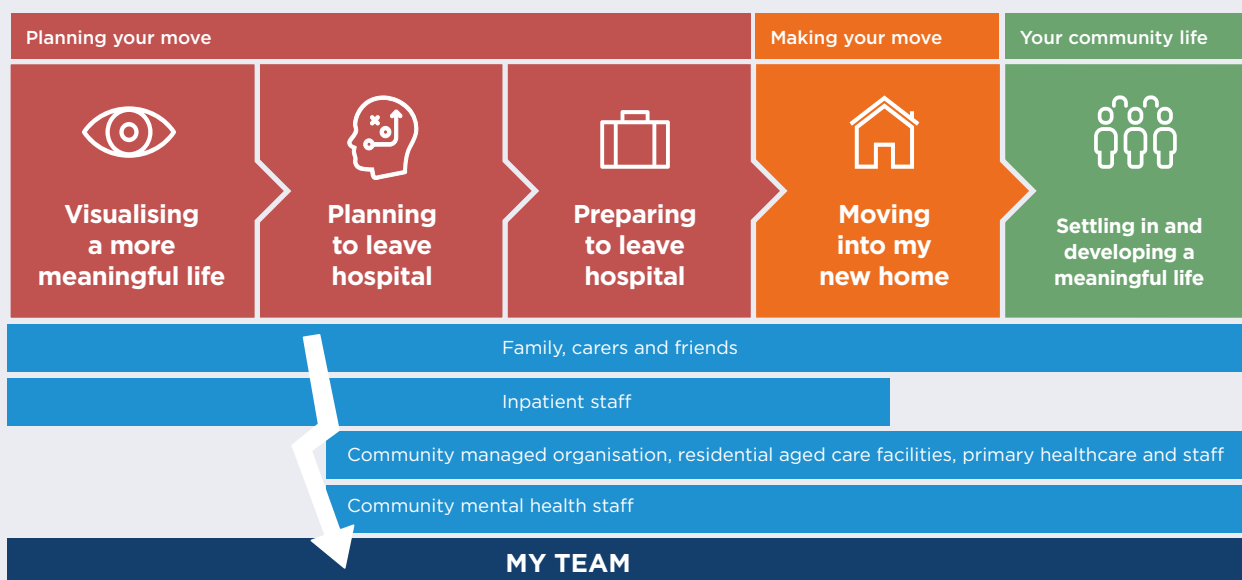 Planning your move
Making your move
Your community life
Visualising
a more
meaningful life
Planning
to leave
hospital
Preparing
to leave
hospital
Moving
into my
new home
Settling in and
developing a
meaningful life
Family, carers and friends
Inpatient staff
Community managed organisation, residential aged care facilities, primary healthcare and staff
Community mental health staff
MY TEAM